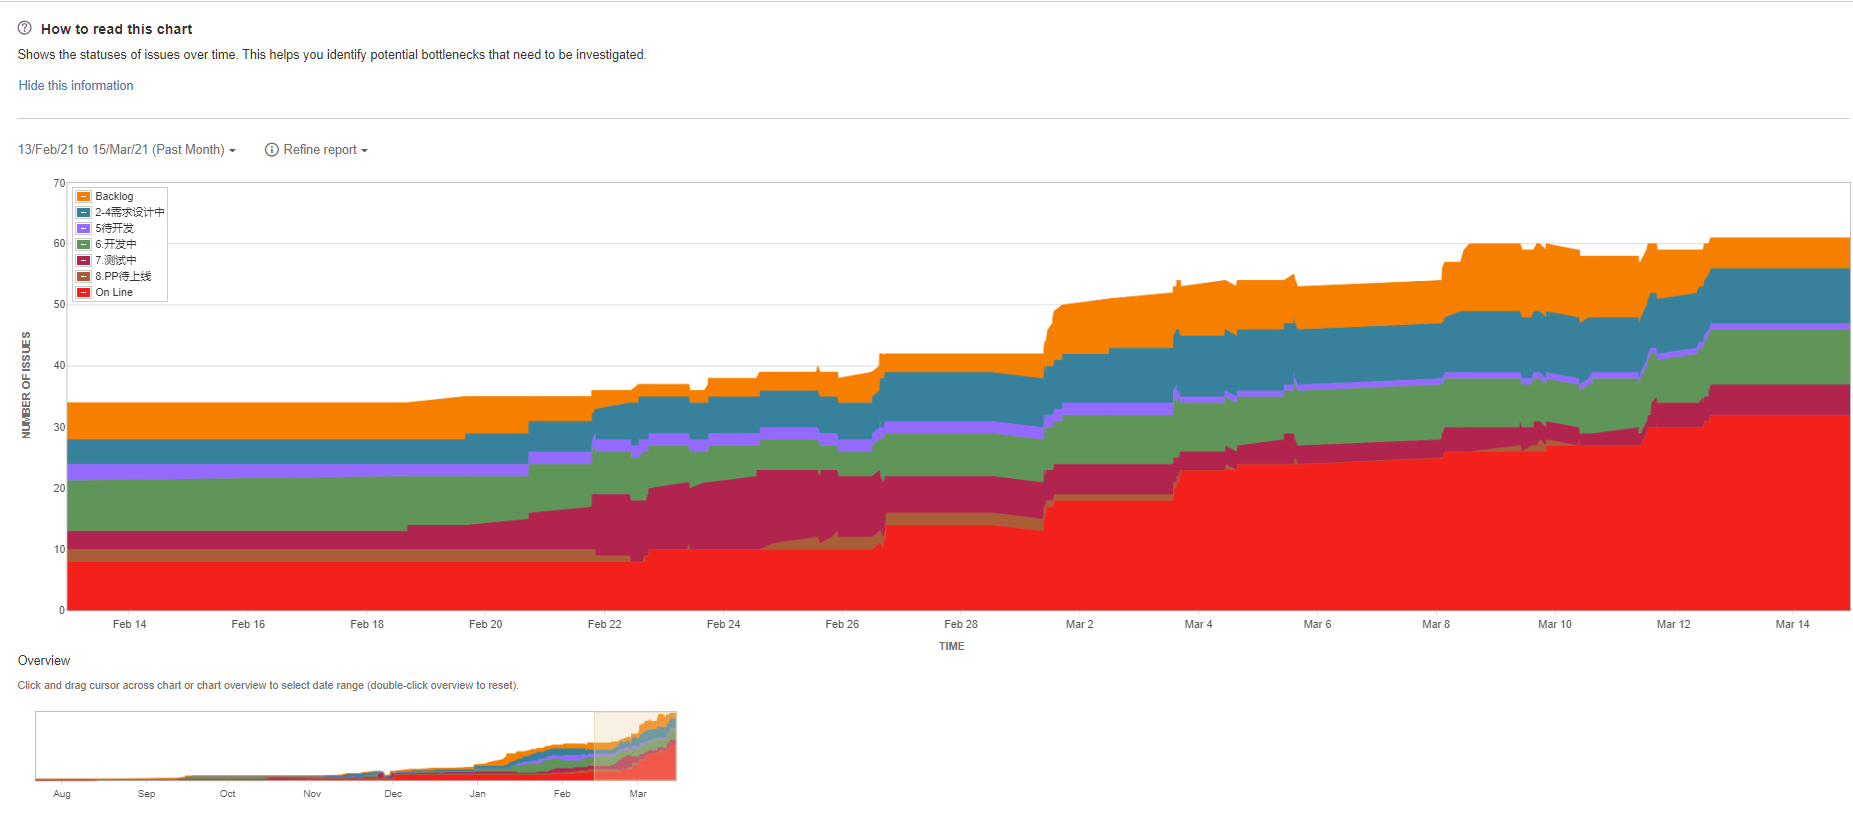 How to read this chart
Shows the statuses of issues over time. This helps you identify potential bottlenecks that need to be investigated.
Hide this information
13/Feb/21 to 15/Mar/21 (Past Month)
Refine report
70
60
50
40
30
20
10
0
NUMBER OF ISSUES
Backlog
2-4需求设计中
5待开发
6.开发中
7.测试中
8.PP待上线
On Line
Feb 14 Feb 16 Feb 18 Feb 20 Feb 22 Feb 24 Feb 26 Feb 28 Mar 2 Mar 4 Mar 6 Mar 8 Mar 10 Mar 12 Mar 14
TIME
Overview
Click and drag cursor across chart or chart overview to select date range (double-click overview to reset).
Aug Sep Oct Nov Dec Jan Feb Mar